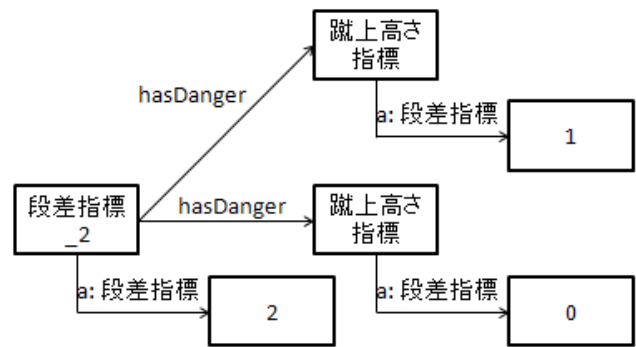 蹴上高さ
指標
hasDanger
a: 段差指標
1
段差指標
_2
hasDanger
蹴上高さ
指標
a: 段差指標
2
a: 段差指標
0